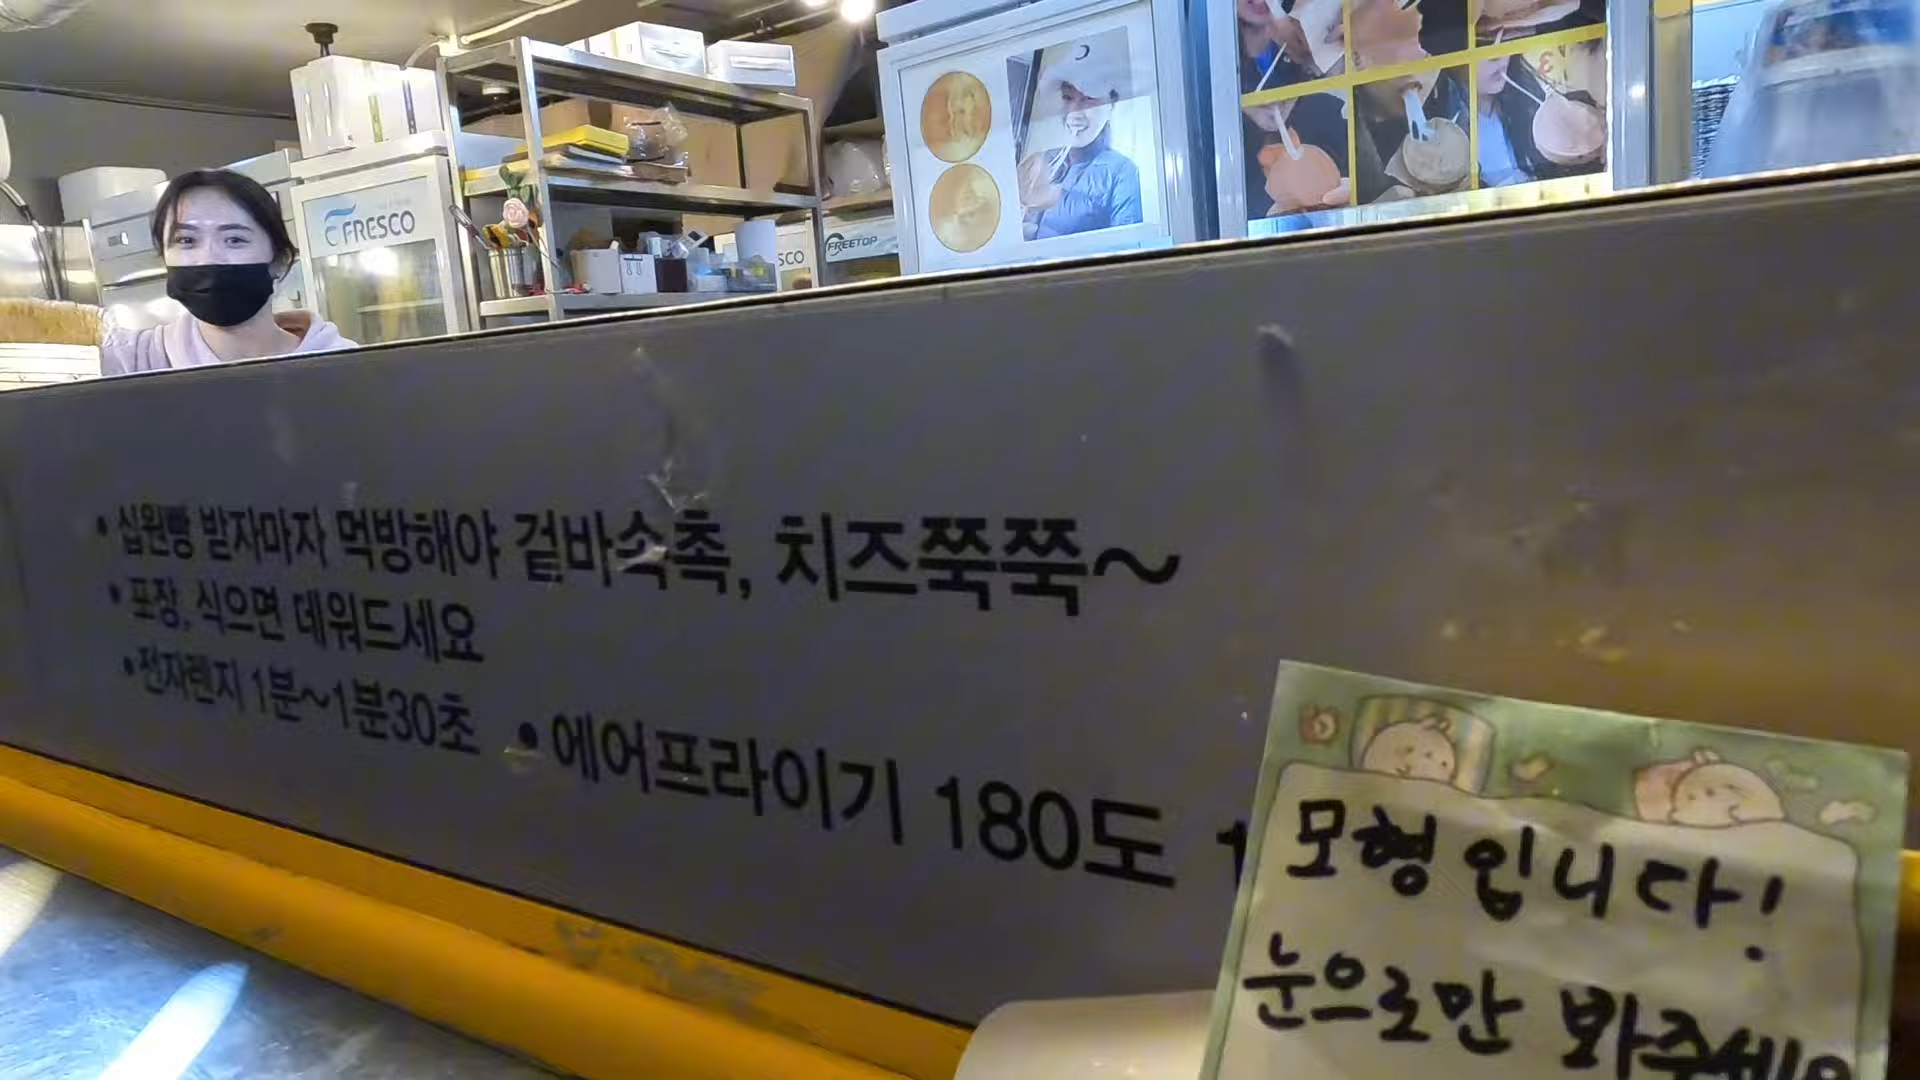 FRESCO
SCO
FREETOP
• 십원빵 받자마자 먹방해야 겉바속촉, 치즈쭉쭉~
• 포장, 식으면 데워드세요
• 전자렌지 1분~1분30초 • 에어프라이기 180도 1
모형입니다!
눈으로만 봐주세요